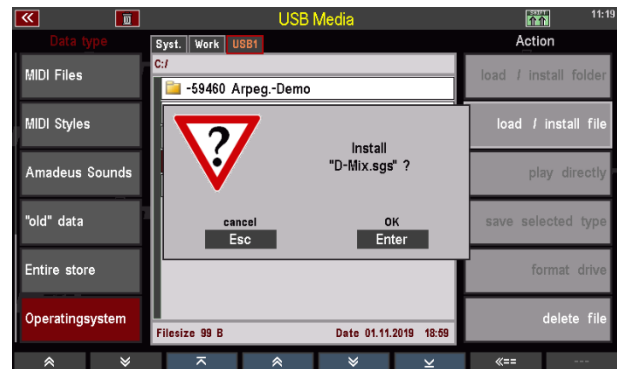 USB Media
SHIFT
11:19
Data type
Syst.
Work
USB1
Action
C:/
-59460 Arpeg.-Demo
MIDI Files
MIDI Styles
Amadeus Sounds
"old" data
Entire store
Operatingsystem
Install
"D-Mix.sgs" ?
cancel
OK
Esc
Enter
Filesize 99 B
Date 01.11.2019 18:59
load / install folder
load / install file
play directly
save selected type
format drive
delete file
«==
---